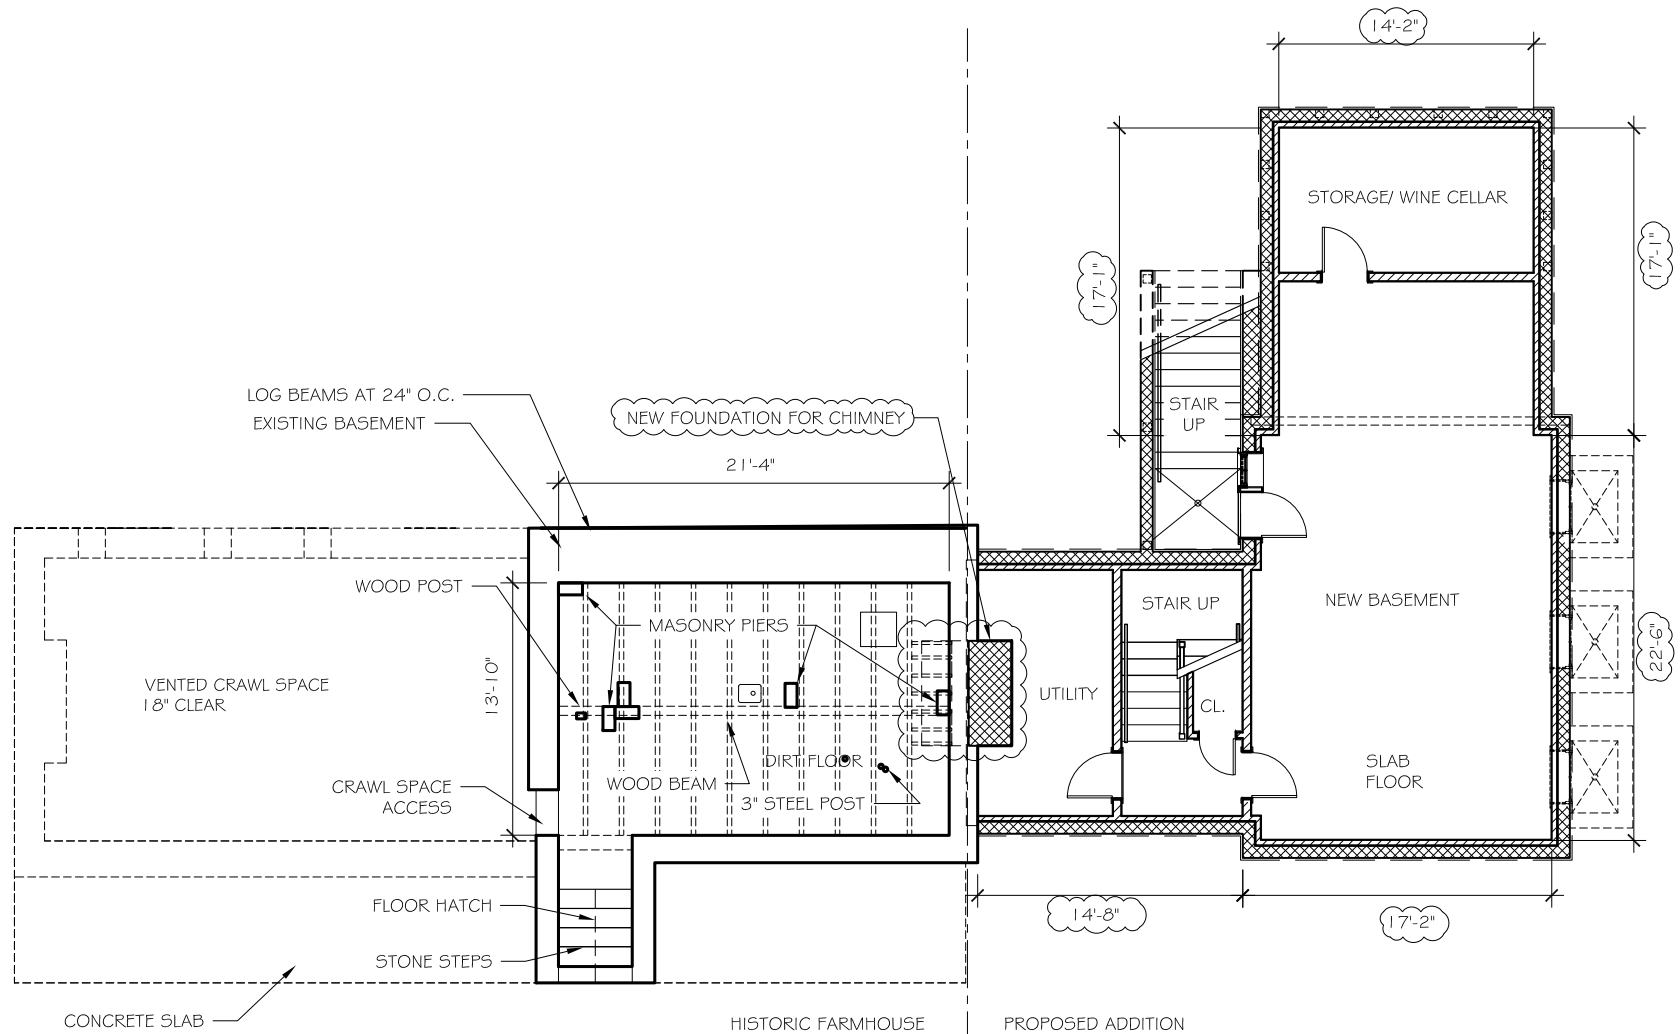 14'-2"
STORAGE/ WINE CELLAR
17'-1"
17'-1"
LOG BEAMS AT 24" O.C.
EXISTING BASEMENT
NEW FOUNDATION FOR CHIMNEY
STAIR
UP
21'-4"
WOOD POST
MASONRY PIERS
STAIR UP
NEW BASEMENT
22'-6"
13'-10"
VENTED CRAWL SPACE
18" CLEAR
UTILITY
CL.
DIRT FLOOR
WOOD BEAM
3" STEEL POST
SLAB
FLOOR
CRAWL SPACE
ACCESS
FLOOR HATCH
14'-8"
17'-2"
STONE STEPS
CONCRETE SLAB
HISTORIC FARMHOUSE
PROPOSED ADDITION